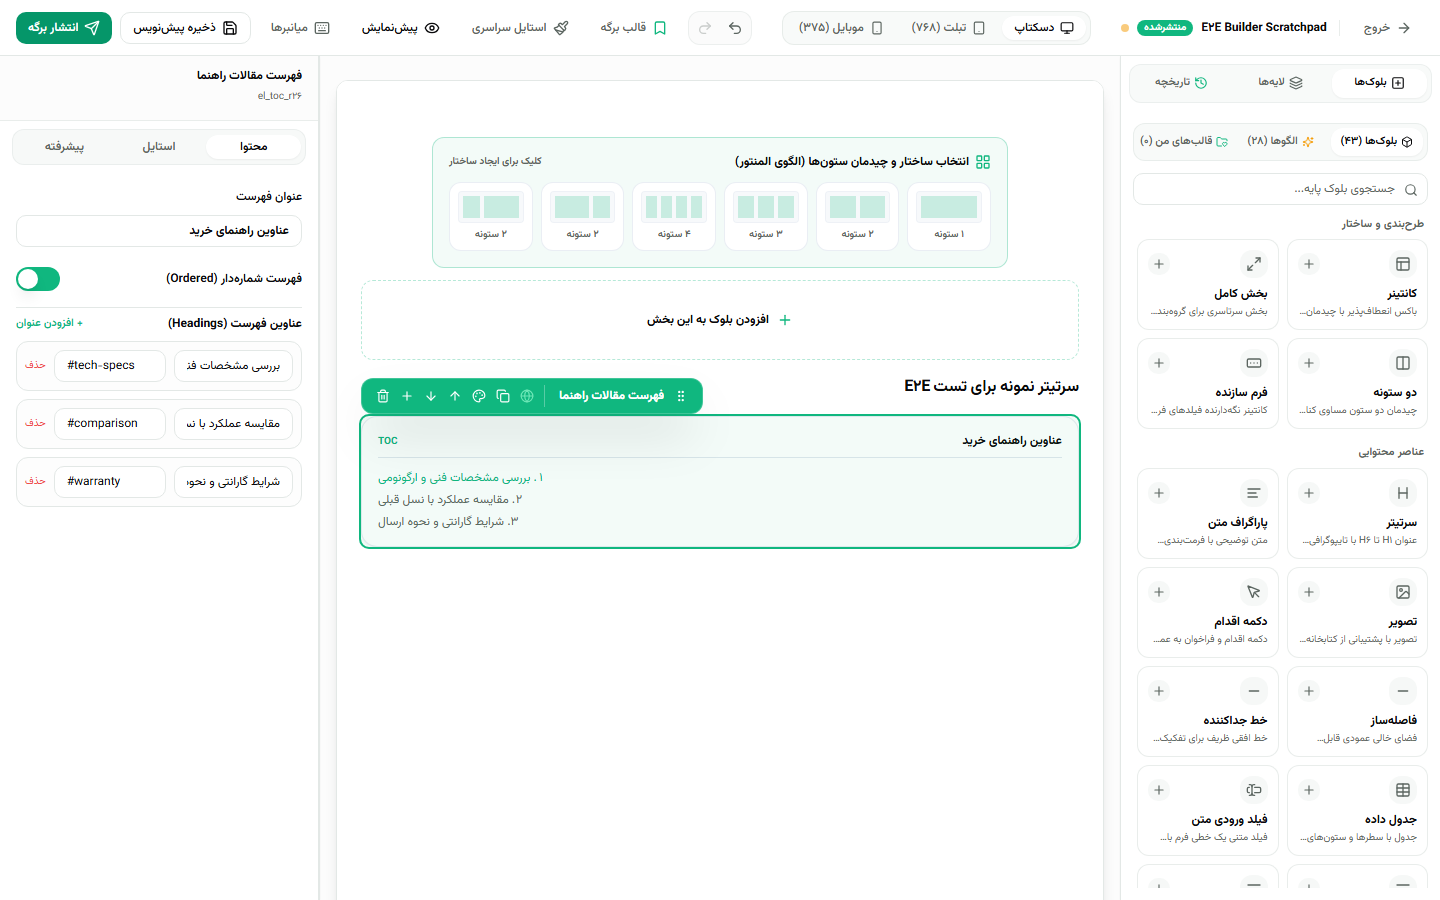 خروج
E۲E Builder Scratchpad
منتشرشده
دسکتاپ
تبلت (۷۶۸)
موبایل (۳۷۵)
قالب برگه
استایل سراسری
پیش‌نمایش
میانبرها
ذخیره پیش‌نویس
انتشار برگه
بلوک‌ها
لایه‌ها
تاریخچه
بلوک‌ها (۴۳)
الگوها (۲۸)
قالب‌های من (۰)
جستجوی بلوک پایه...
طرح‌بندی و ساختار
کانتینر
باکس انعطاف‌پذیر با چیدمان...
بخش کامل
بخش سرتاسری برای گروه‌بند...
دو ستونه
چیدمان دو ستون مساوی کنا...
فرم سازنده
کانتینر نگه‌دارنده فیلدهای فر...
عناصر محتوایی
سرتیتر
عنوان H۱ تا H۶ با تایپوگرافی...
پاراگراف متن
متن توضیحی با فرمت‌بندی...
تصویر
تصویر با پشتیبانی از کتابخانه...
دکمه اقدام
دکمه اقدام و فراخوان به عمـ...
فاصله‌ساز
فضای خالی عمودی قابل...
خط جداکننده
خط افقی ظریف برای تفکیک...
جدول داده
جدول با سطرها و ستون‌های...
فیلد ورودی متن
فیلد متنی یک خطی فرم با...
انتخاب ساختار و چیدمان ستون‌ها (الگوی المنتور)
کلیک برای ایجاد ساختار
۱ ستونه
۲ ستونه
۳ ستونه
۴ ستونه
۲ ستونه
۲ ستونه
افزودن بلوک به این بخش
سرتیتر نمونه برای تست E۲E
فهرست مقالات راهنما
عناوین راهنمای خرید
TOC
۱. بررسی مشخصات فنی و ارگونومی
۲. مقایسه عملکرد با نسل قبلی
۳. شرایط گارانتی و نحوه ارسال
فهرست مقالات راهنما
el_toc_r۲۶
محتوا
استایل
پیشرفته
عنوان فهرست
عناوین راهنمای خرید
فهرست شماره‌دار (Ordered)
عناوین فهرست (Headings)
+ افزودن عنوان
بررسی مشخصات فن
#tech-specs
حذف
مقایسه عملکرد با نس
#comparison
حذف
شرایط گارانتی و نحوه
#warranty
حذف